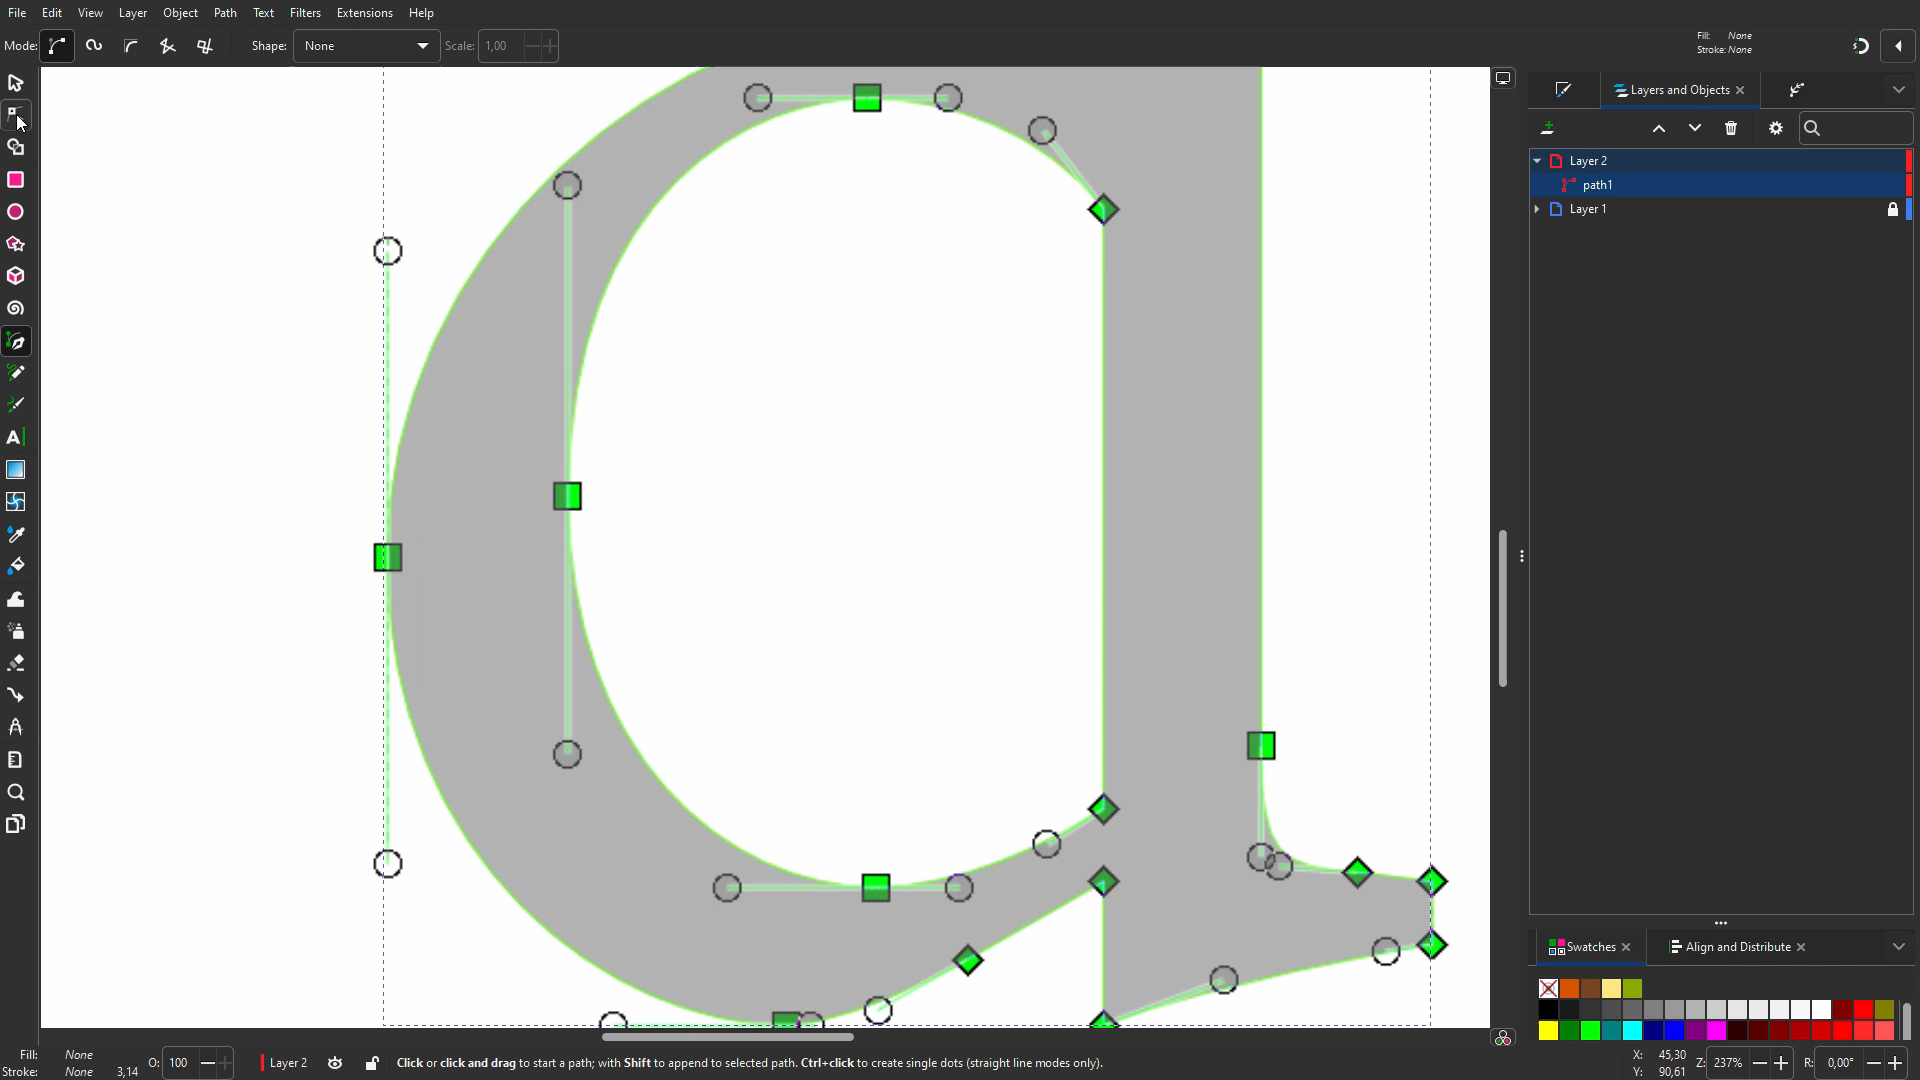 File Edit View Layer Object Path Text Filters Extensions Help
Mode: Shape: None Scale: 1,00 Fill: None
Stroke: None
Layers and Objects
Layer 2
path1
Layer 1
A
Swatches Align and Distribute
Fill: None
Stroke: None 3,14 O: 100 Layer 2 Click or click and drag to start a path; with Shift to append to selected path. Ctrl+click to create single dots (straight line modes only).
X: 45,30
Y: 90,61 Z: 237% R: 0,00°